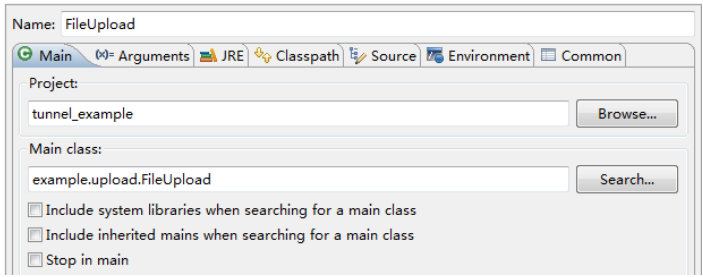 Name: FileUpload
Main (x)= Arguments JRE Classpath Source Environment Common
Project:
tunnel_example Browse...
Main class:
example.upload.FileUpload Search...
Include system libraries when searching for a main class
Include inherited mains when searching for a main class
Stop in main